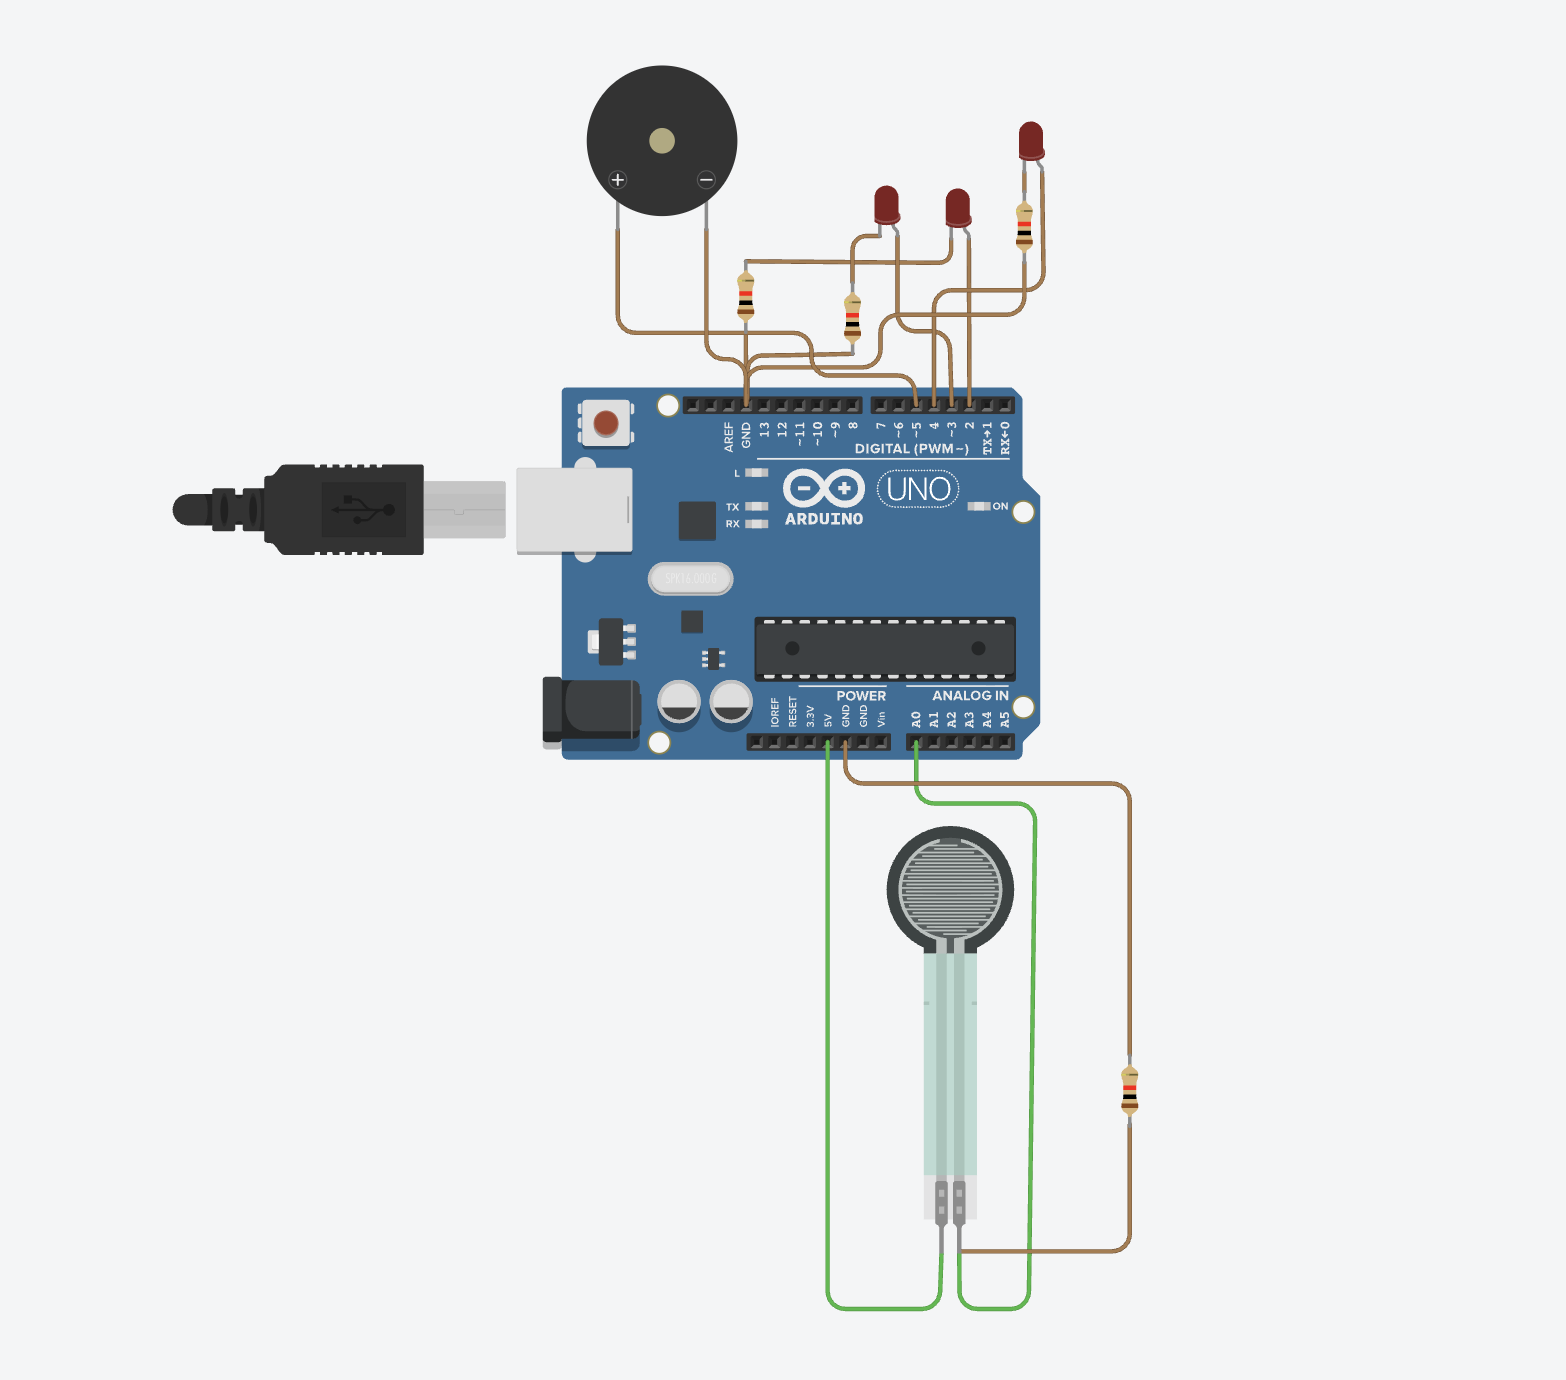 + −
AREF
GND
13
12
~11
~10
~9
8
7
~6
~5
4
~3
2
TX→1
RX←0
DIGITAL (PWM~)
L
TX
RX
ARDUINO
UNO
ON
SPK16.000G
POWER
ANALOG IN
IOREF
RESET
3.3V
5V
GND
GND
Vin
A0
A1
A2
A3
A4
A5